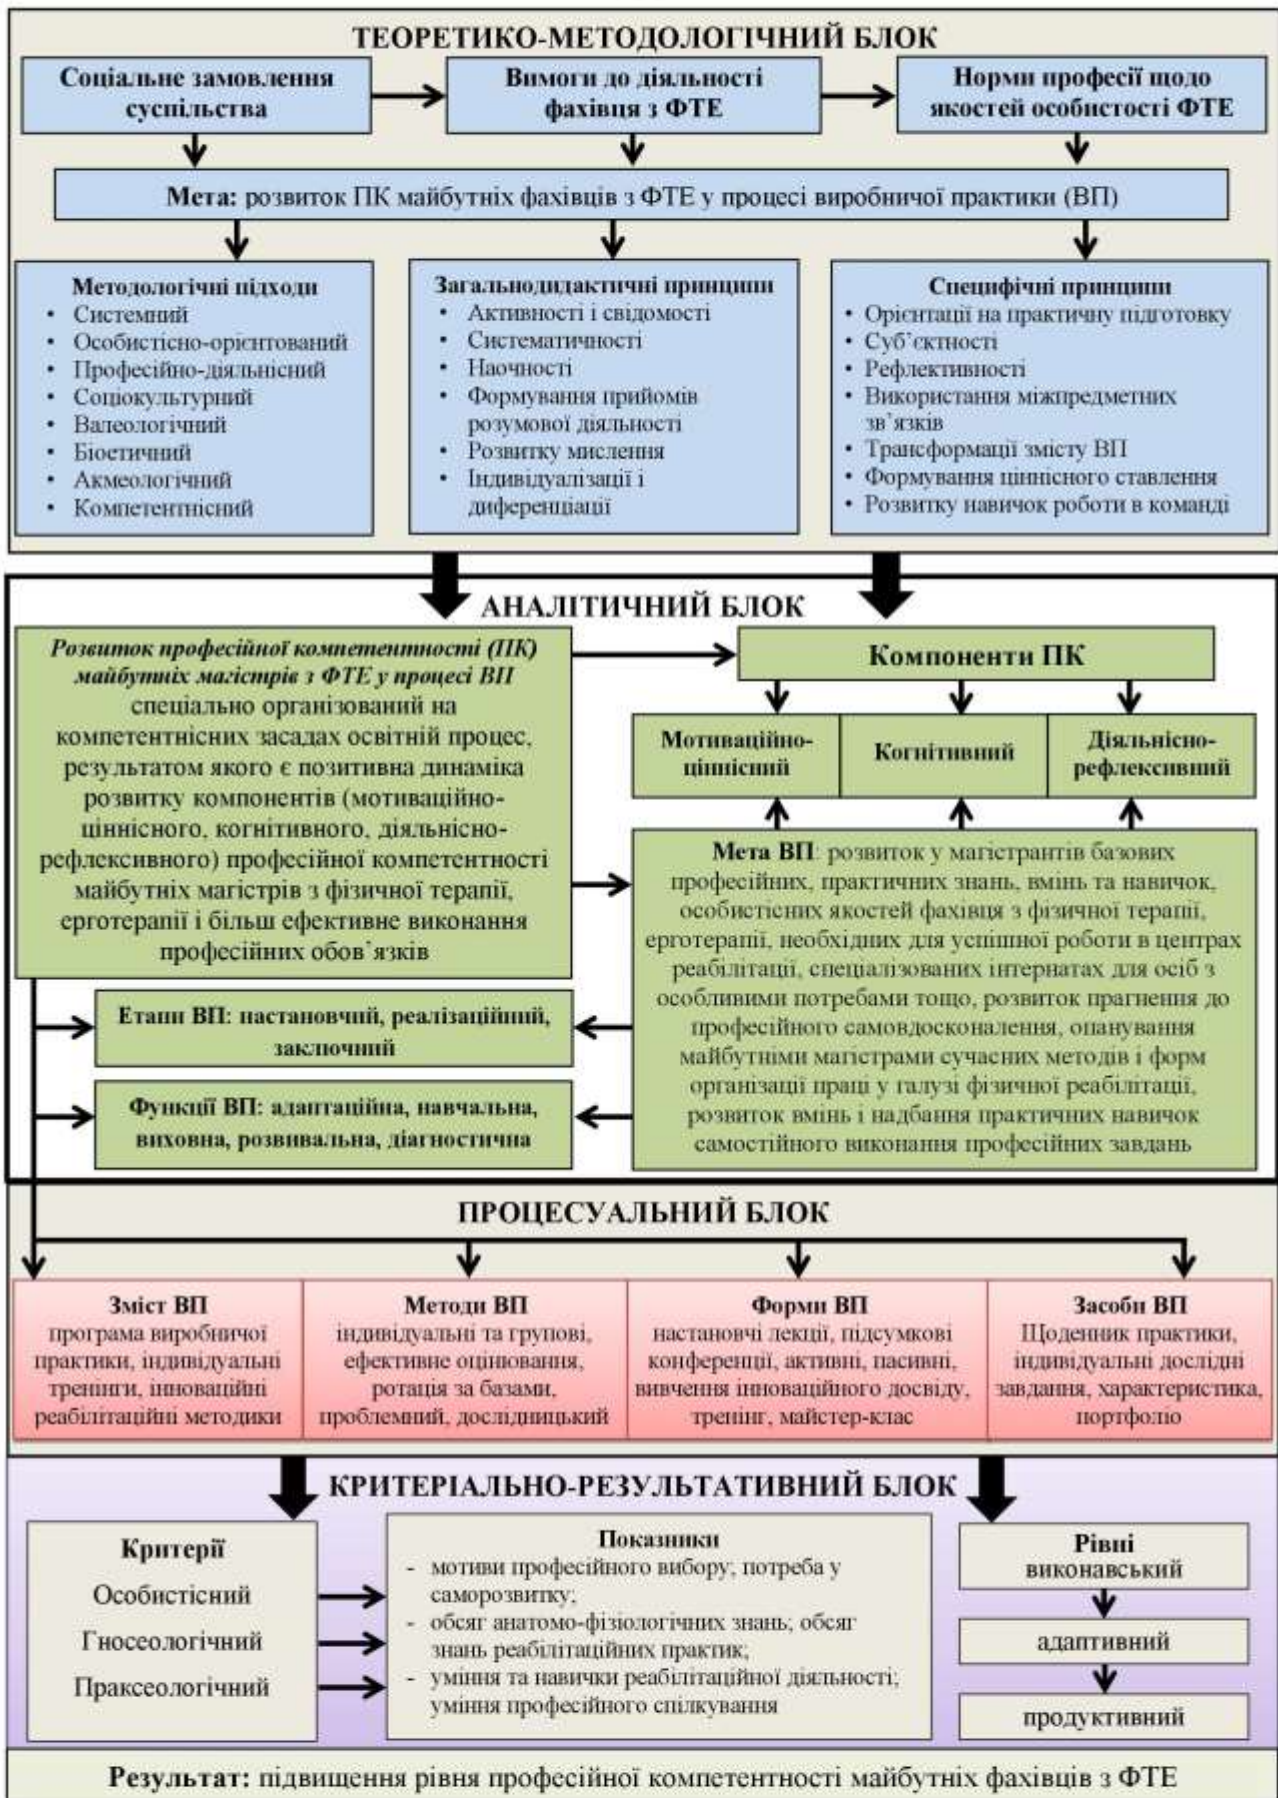 ТЕОРЕТИКО-МЕТОДОЛОГІЧНИЙ БЛОК
Соціальне замовлення
суспільства
Вимоги до діяльності
фахівця з ФТЕ
Норми професії щодо
якостей особистості ФТЕ
Мета: розвиток ПК майбутніх фахівців з ФТЕ у процесі виробничої практики (ВП)
Методологічні підходи
• Системний
• Особистісно-орієнтований
• Професійно-діяльнісний
• Соціокультурний
• Валеологічний
• Біоетичний
• Акмеологічний
• Компетентнісний
Загальнодидактичні принципи
• Активності і свідомості
• Систематичності
• Наочності
• Формування прийомів
розумової діяльності
• Розвитку мислення
• Індивідуалізації і
диференціації
Специфічні принципи
• Орієнтації на практичну підготовку
• Суб’єктності
• Рефлективності
• Використання міжпредметних
зв’язків
• Трансформації змісту ВП
• Формування ціннісного ставлення
• Розвитку навичок роботи в команді
АНАЛІТИЧНИЙ БЛОК
Розвиток професійної компетентності (ПК)
майбутніх магістрів з ФТЕ у процесі ВП
спеціально організований на
компетентнісних засадах освітній процес,
результатом якого є позитивна динаміка
розвитку компонентів (мотиваційно-
ціннісного, когнітивного, діяльнісно-
рефлексивного) професійної компетентності
майбутніх магістрів з фізичної терапії,
ерготерапії і більш ефективне виконання
професійних обов’язків
Компоненти ПК
Мотиваційно-
ціннісний
Когнітивний
Діяльнісно-
рефлексивний
Мета ВП: розвиток у магістрантів базових
професійних, практичних знань, вмінь та навичок,
особистісних якостей фахівця з фізичної терапії,
ерготерапії, необхідних для успішної роботи в центрах
реабілітації, спеціалізованих інтернатах для осіб з
особливими потребами тощо, розвиток прагнення до
професійного самовдосконалення, опанування
майбутніми магістрами сучасних методів і форм
організації праці у галузі фізичної реабілітації,
розвиток вмінь і надбання практичних навичок
самостійного виконання професійних завдань
Етапи ВП: настановчий, реалізаційний,
заключний
Функції ВП: адаптаційна, навчальна,
виховна, розвивальна, діагностична
ПРОЦЕСУАЛЬНИЙ БЛОК
Зміст ВП
програма виробничої
практики, індивідуальні
тренінги, інноваційні
реабілітаційні методики
Методи ВП
індивідуальні та групові,
ефективне оцінювання,
ротація за базами,
проблемний, дослідницький
Форми ВП
настановчі лекції, підсумкові
конференції, активні, пасивні,
вивчення інноваційного досвіду,
тренінг, майстер-клас
Засоби ВП
Щоденник практики,
індивідуальні дослідні
завдання, характеристика,
портфоліо
КРИТЕРІАЛЬНО-РЕЗУЛЬТАТИВНИЙ БЛОК
Критерії
Особистісний
Гносеологічний
Праксеологічний
Показники
- мотиви професійного вибору; потреба у
саморозвитку;
- обсяг анатомо-фізіологічних знань; обсяг
знань реабілітаційних практик;
- уміння та навички реабілітаційної діяльності;
уміння професійного спілкування
Рівні
виконавський
адаптивний
продуктивний
Результат: підвищення рівня професійної компетентності майбутніх фахівців з ФТЕ